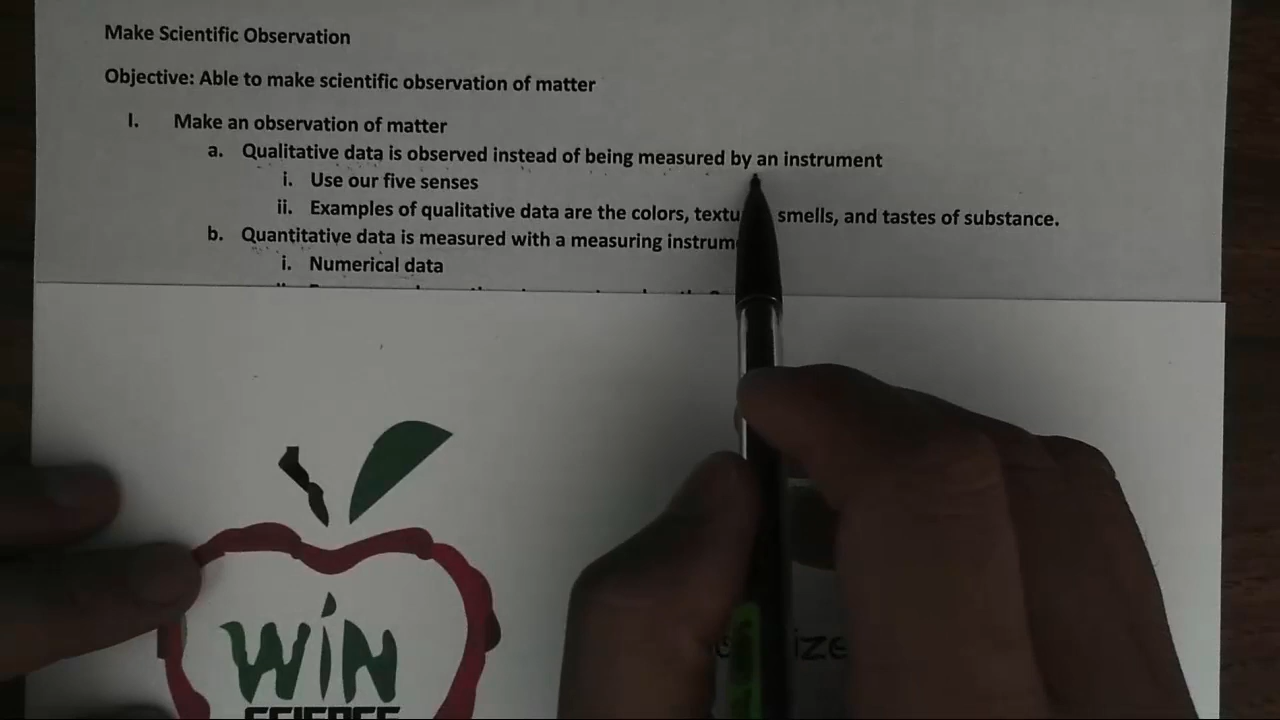 Make Scientific Observation
Objective: Able to make scientific observation of matter
I. Make an observation of matter
a. Qualitative data is observed instead of being measured by an instrument
i. Use our five senses
ii. Examples of qualitative data are the colors, smells, and tastes of substance.
b. Quantitative data is measured with a measuring
i. Numerical data
WiN
SCIENCE